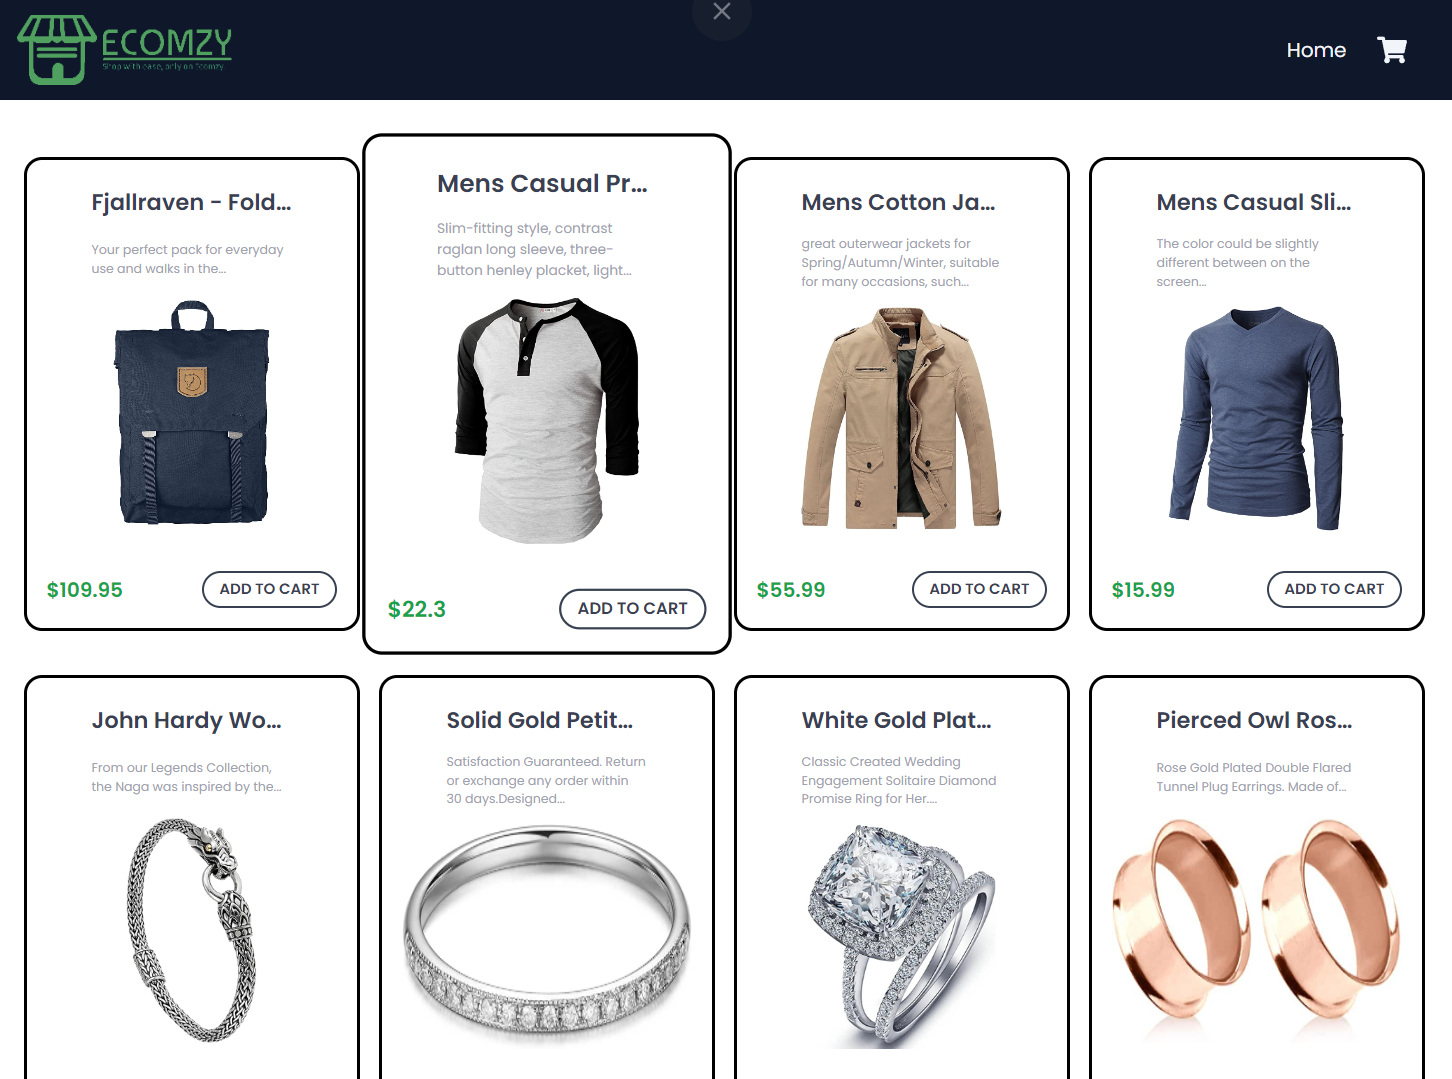 ECOMZY
Shop with ease, only on Ecomzy.
Home
Fjallraven - Fold...
Your perfect pack for everyday
use and walks in the...
$109.95
ADD TO CART
Mens Casual Pr...
Slim-fitting style, contrast
raglan long sleeve, three-
button henley placket, light...
$22.3
ADD TO CART
Mens Cotton Ja...
great outerwear jackets for
Spring/Autumn/Winter, suitable
for many occasions, such...
$55.99
ADD TO CART
Mens Casual Sli...
The color could be slightly
different between on the
screen...
$15.99
ADD TO CART
John Hardy Wo...
From our Legends Collection,
the Naga was inspired by the...
Solid Gold Petit...
Satisfaction Guaranteed. Return
or exchange any order within
30 days.Designed...
White Gold Plat...
Classic Created Wedding
Engagement Solitaire Diamond
Promise Ring for Her....
Pierced Owl Ros...
Rose Gold Plated Double Flared
Tunnel Plug Earrings. Made of...